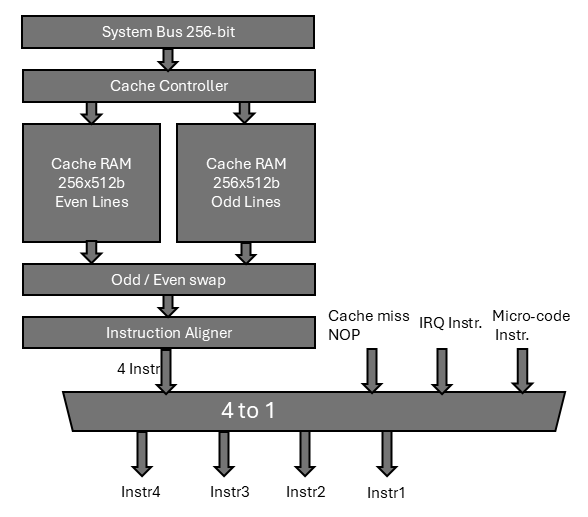 System Bus 256-bit
Cache Controller
Cache RAM
256x512b
Even Lines
Cache RAM
256x512b
Odd Lines
Odd / Even swap
Instruction Aligner
4 Instr
Cache miss
NOP
IRQ Instr.
Micro-code
Instr.
4 to 1
Instr4
Instr3
Instr2
Instr1